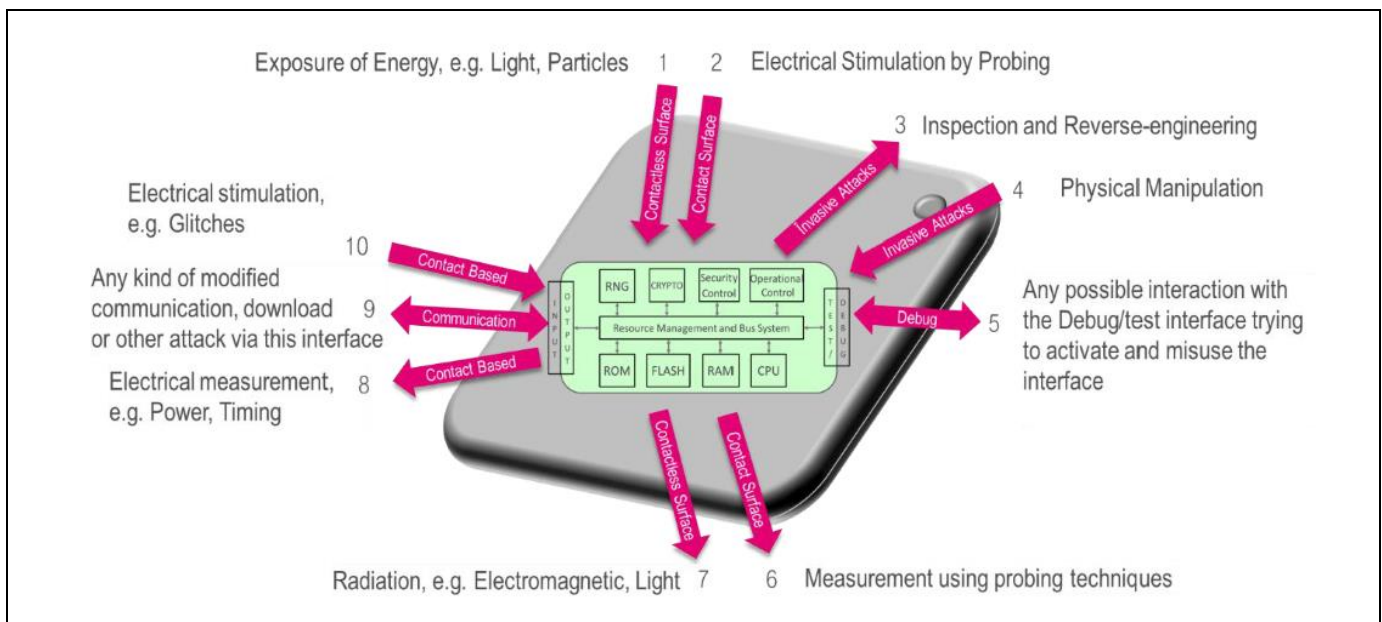 Exposure of Energy, e.g. Light, Particles 1
2 Electrical Stimulation by Probing
Contactless Surface
Contact Surface
3 Inspection and Reverse-engineering
Invasive Attacks
4 Physical Manipulation
Invasive Attacks
Electrical stimulation,
e.g. Glitches
10
Contact Based
Any kind of modified
communication, download 9
or other attack via this interface
Communication
Electrical measurement, 8
e.g. Power, Timing
Contact Based
INPUT
OUTPUT
RNG
CRYPTO
Security
Control
Operational
Control
Resource Management and Bus System
ROM
FLASH
RAM
CPU
TEST/
DEBUG
Debug
5
Any possible interaction with
the Debug/test interface trying
to activate and misuse the
interface
Contactless Surface
Contact Surface
Radiation, e.g. Electromagnetic, Light 7
6 Measurement using probing techniques